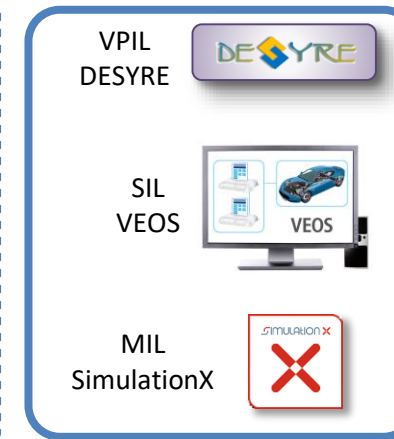 VPIL
DESYRE
DESYRE
SIL
VEOS
VEOS
MIL
SimulationX
SIMULATION X